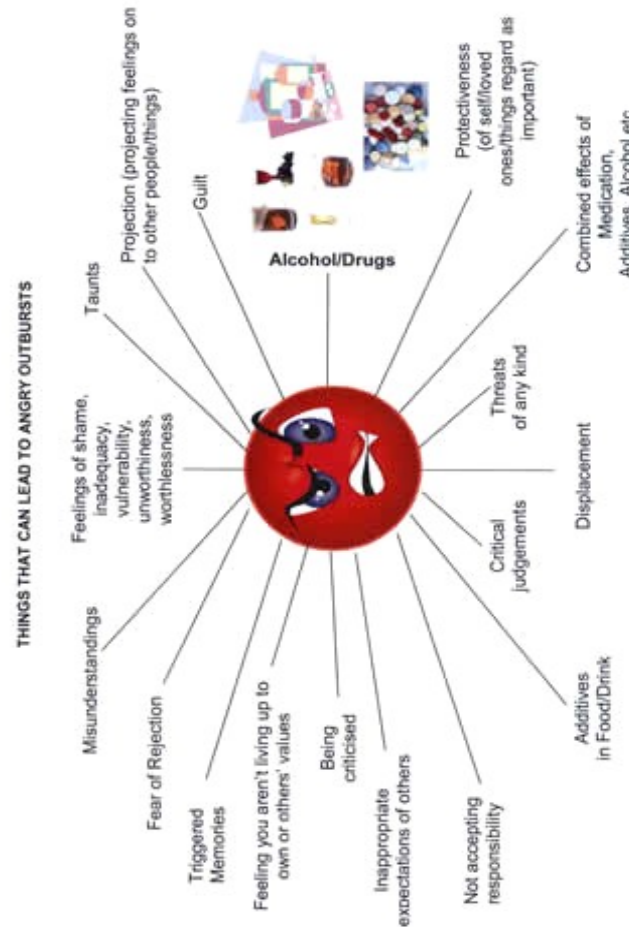 THINGS THAT CAN LEAD TO ANGRY OUTBURSTS
Taunts
Projection (projecting feelings on
to other people/things)
Guilt
Alcohol/Drugs
Protectiveness
(of self/loved
ones/things regard as
important)
Combined effects of
Medication,
Additives, Alcohol etc
Threats
of any kind
Displacement
Critical
judgements
Additives
in Food/Drink
Not accepting
responsibility
Inappropriate
expectations of others
Being
criticised
Feeling you aren't living up to
own or others' values
Triggered
Memories
Fear of Rejection
Misunderstandings
Feelings of shame,
inadequacy,
vulnerability,
unworthiness,
worthlessness